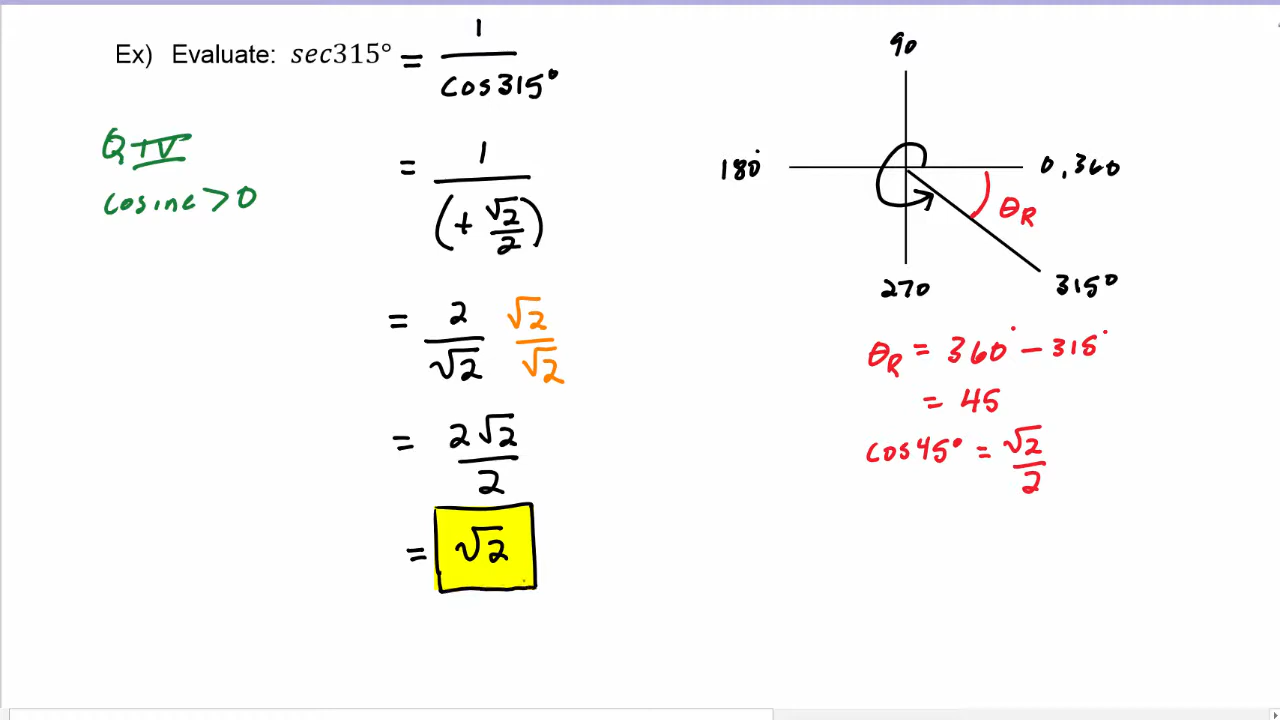 Ex) Evaluate: sec315° = 1/cos315°
Q IV
cosine > 0
= 1/(+ √2/2)
= 2/√2 √2/√2
= 2√2/2
= √2
90
180° 0, 360
θR
270 315°
θR = 360° − 315°
= 45
cos45° = √2/2